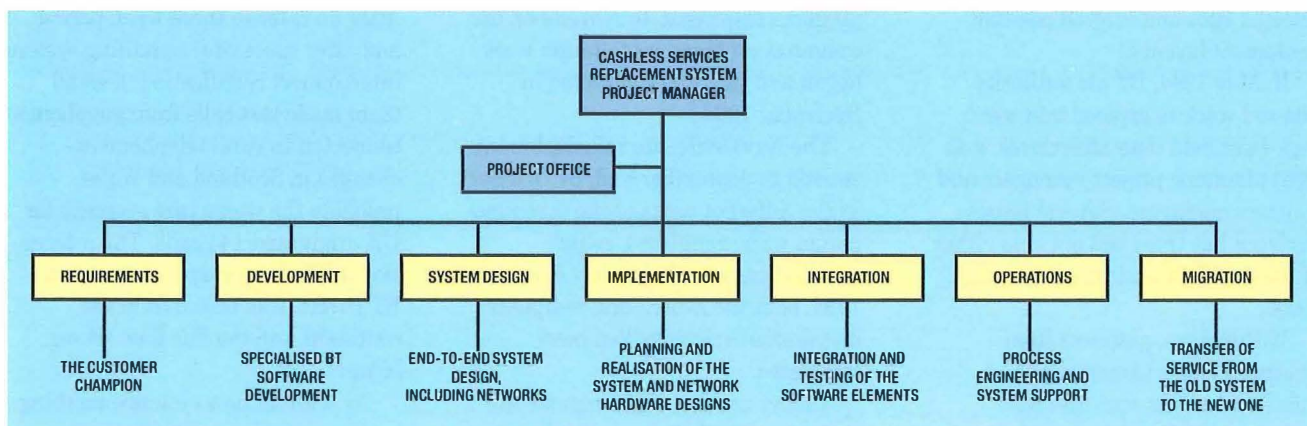 CASHLESS SERVICES
REPLACEMENT SYSTEM
PROJECT MANAGER
PROJECT OFFICE
REQUIREMENTS
DEVELOPMENT
SYSTEM DESIGN
IMPLEMENTATION
INTEGRATION
OPERATIONS
MIGRATION
THE CUSTOMER
CHAMPION
SPECIALISED BT
SOFTWARE
DEVELOPMENT
END-TO-END SYSTEM
DESIGN,
INCLUDING NETWORKS
PLANNING AND
REALISATION OF THE
SYSTEM AND NETWORK
HARDWARE DESIGNS
INTEGRATION AND
TESTING OF THE
SOFTWARE ELEMENTS
PROCESS
ENGINEERING AND
SYSTEM SUPPORT
TRANSFER OF
SERVICE FROM
THE OLD SYSTEM
TO THE NEW ONE